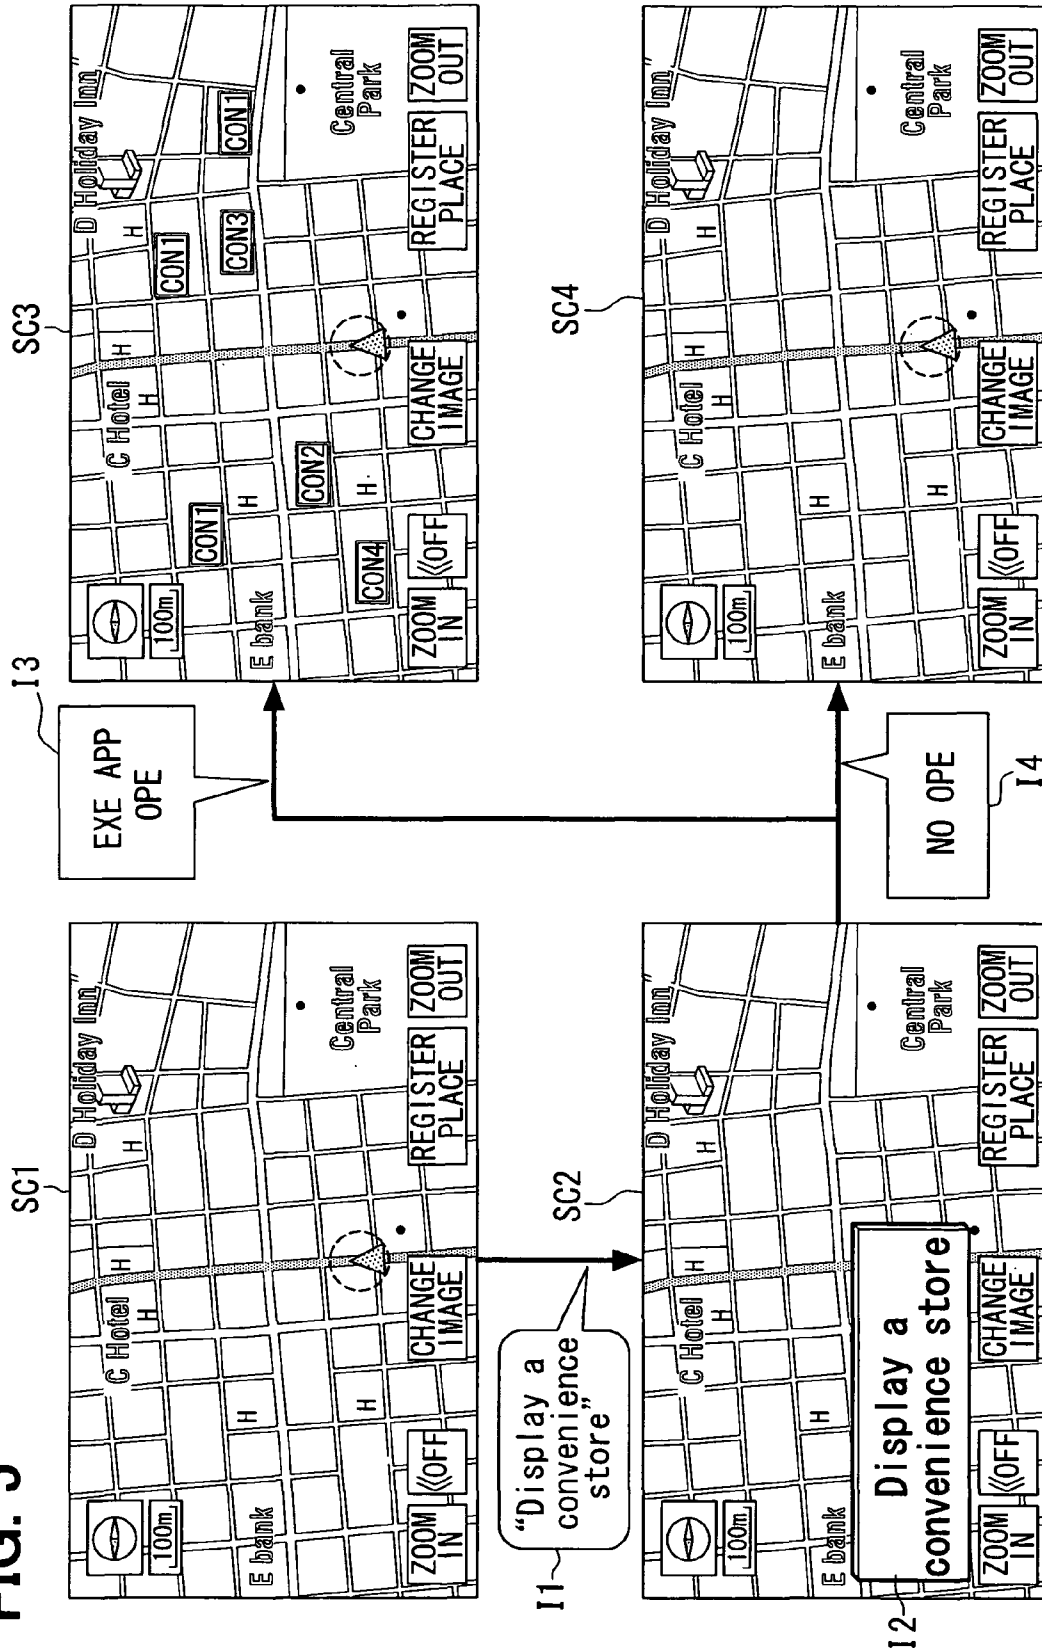 FIG.
SC1
D Holiday Inn
C Hotel
H
H
H
H
H
100m
E bank
Central
Park
ZOOM
IN
《OFF
CHANGE
IMAGE
REGISTER
PLACE
ZOOM
OUT
I1
"Display a
convenience
store"
SC2
D Holiday Inn
C Hotel
H
H
H
H
100m
E bank
Central
Park
I2
Display a
convenience store
ZOOM
IN
《OFF
CHANGE
IMAGE
REGISTER
PLACE
ZOOM
OUT
I3
EXE APP
OPE
NO OPE
I4
SC3
D Holiday Inn
C Hotel
H
H
H
H
H
100m
CON1
CON1
CON3
CON1
CON2
CON4
E bank
Central
Park
ZOOM
IN
《OFF
CHANGE
IMAGE
REGISTER
PLACE
ZOOM
OUT
SC4
D Holiday Inn
C Hotel
H
H
H
H
H
100m
E bank
Central
Park
ZOOM
IN
《OFF
CHANGE
IMAGE
REGISTER
PLACE
ZOOM
OUT